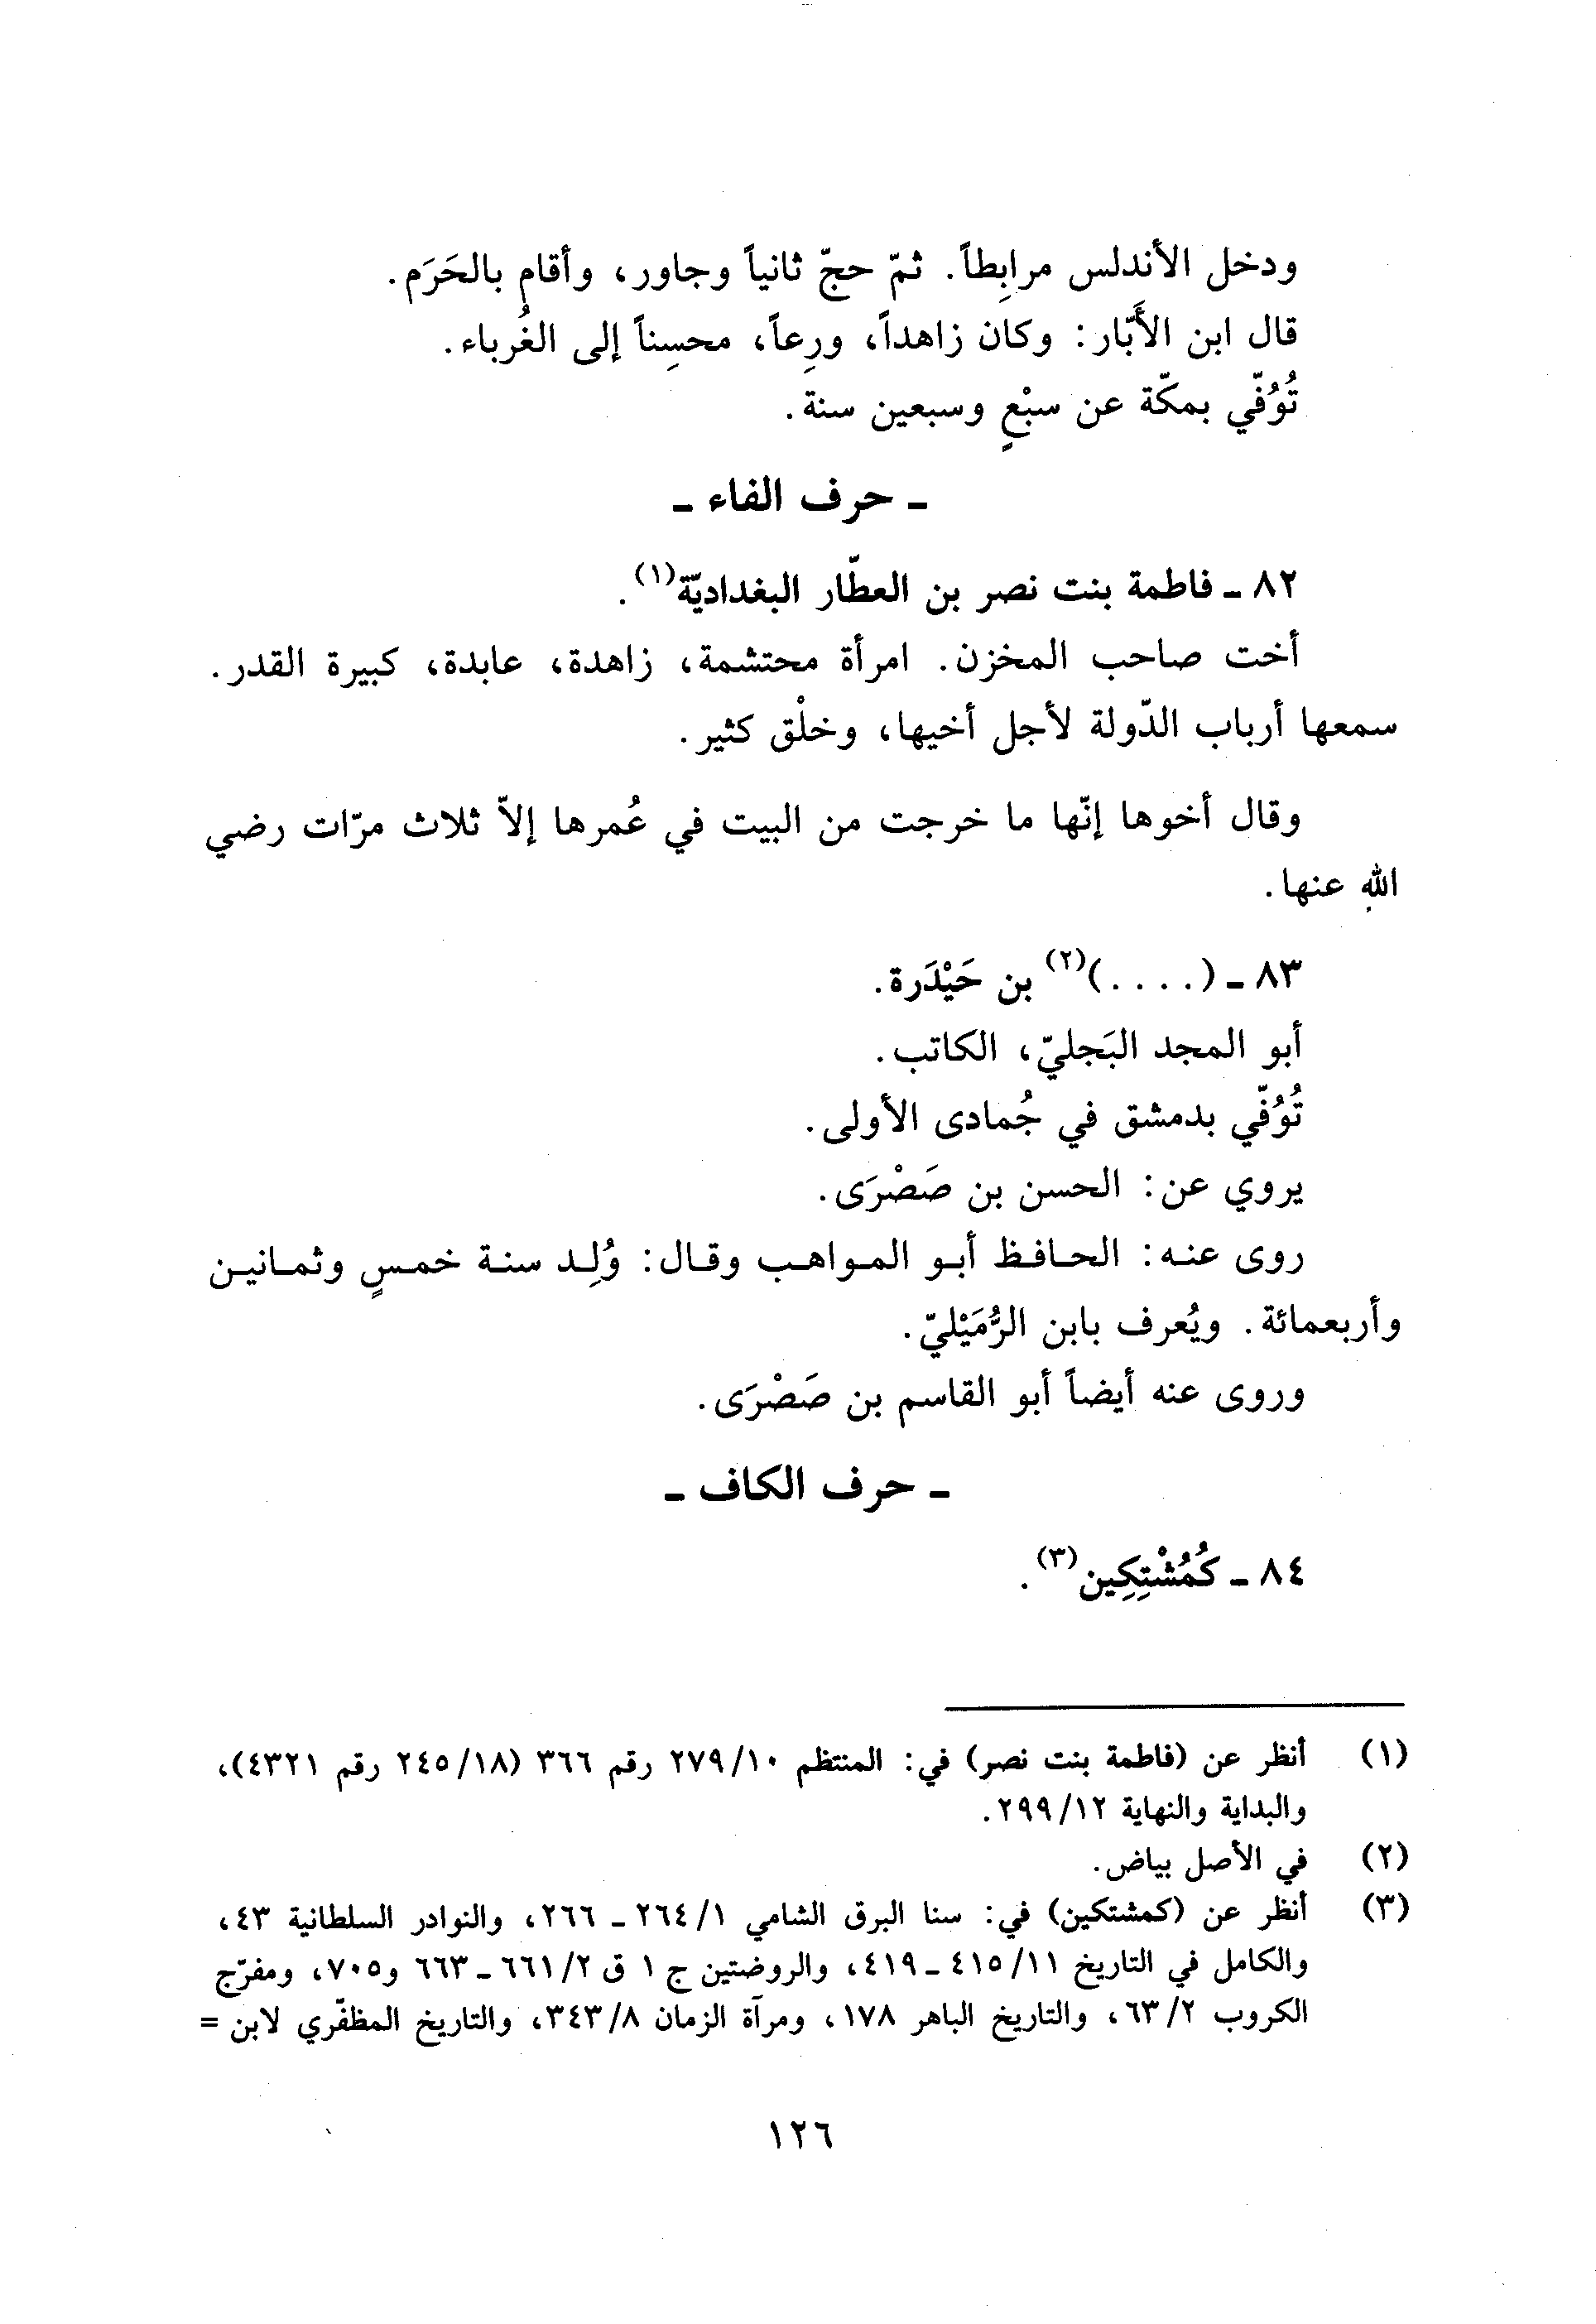 ودخل الأندلس مرابِطاً. ثمّ حجّ ثانياً وجاور، وأقام بالحَرَم.
قال ابن الأَبّار: وكان زاهداً، ورِعاً، محسِناً إلى الغُرباء.
تُوُفّي بمكّة عن سبْعٍ وسبعين سنة.
ـ حرف الفاء ـ
٨٢ ـ فاطمة بنت نصر بن العطّار البغداديّة(١).
أخت صاحب المخزن. امرأة محتشمة، زاهدة، عابدة، كبيرة القدر.
سمعها أرباب الدّولة لأجل أخيها، وخلْق كثير.
وقال أخوها إنّها ما خرجت من البيت في عُمرها إلاّ ثلاث مرّات رضي
اللهِ عنها.
٨٣ ـ (....)(٢) بن حَيْدَرة.
أبو المجد البَجليّ، الكاتب.
تُوُفّي بدمشق في جُمادى الأولى.
يروي عن: الحسن بن صَصْرَى.
روى عنه: الحافظ أبو المواهب وقال: وُلِد سنة خمسٍ وثمانين
وأربعمائة. ويُعرف بابن الرُّمَيْليّ.
وروى عنه أيضاً أبو القاسم بن صَصْرَى.
ـ حرف الكاف ـ
٨٤ ـ كُمُشْتِكِين(٣).
(١) أنظر عن (فاطمة بنت نصر) في: المنتظم ١٠/٢٧٩ رقم ٣٦٦ (١٨/٢٤٥ رقم ٤٣٢١)،
والبداية والنهاية ١٢/٢٩٩.
(٢) في الأصل بياض.
(٣) أنظر عن (كمشتكين) في: سنا البرق الشامي ١/٢٦٤ ـ ٢٦٦، والنوادر السلطانية ٤٣،
والكامل في التاريخ ١١/٤١٥ ـ ٤١٩، والروضتين ج ١ ق ٢/٦٦١ ـ ٦٦٣ و٧٠٥، ومفرّج
الكروب ٢/٦٣، والتاريخ الباهر ١٧٨، ومرآة الزمان ٨/٣٤٣، والتاريخ المظفّري لابن =
١٢٦